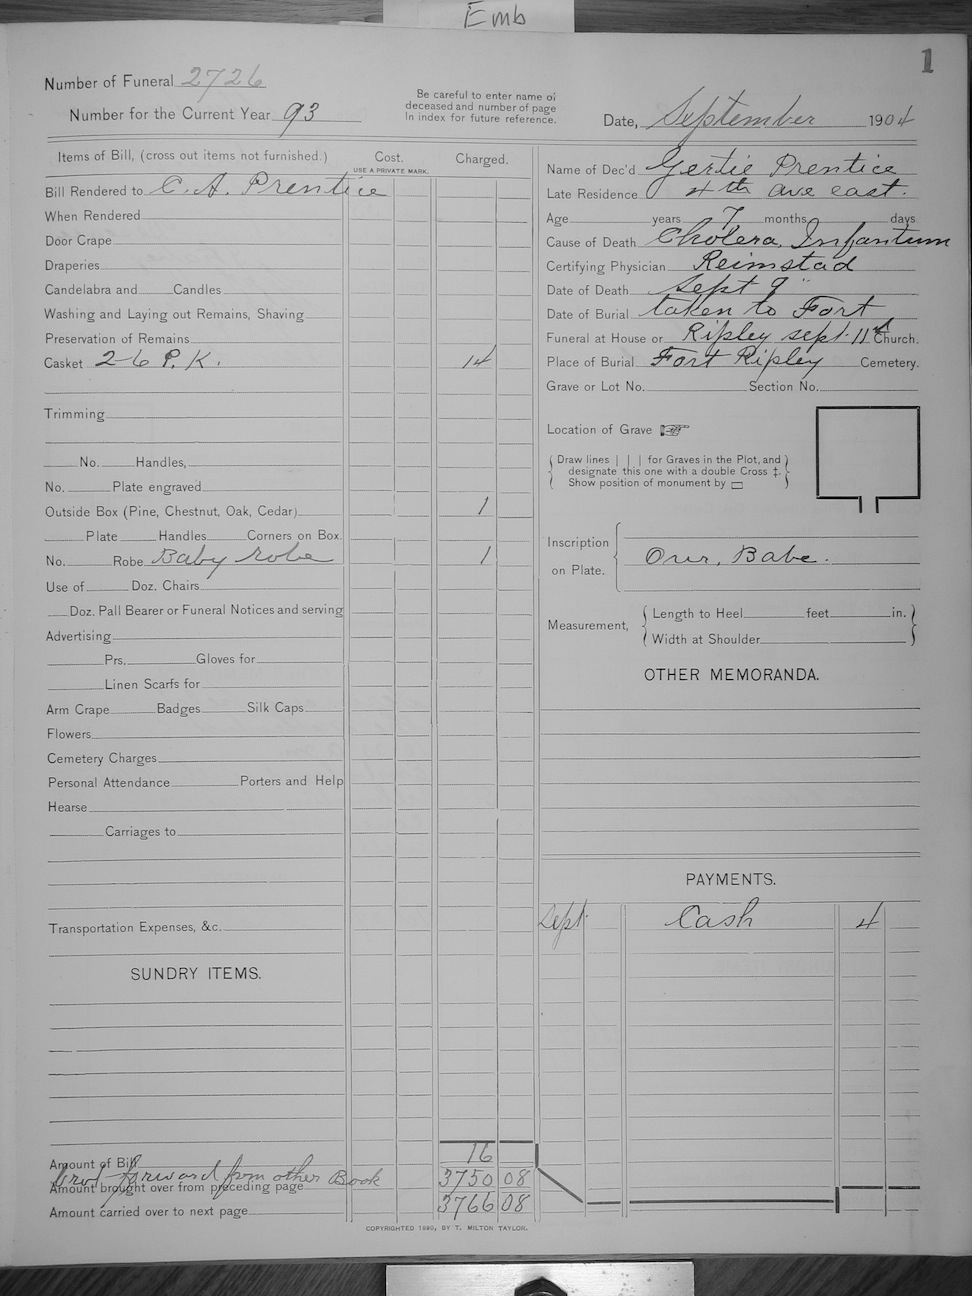 Emb
1
Number of Funeral 2726
Number for the Current Year 93
Be careful to enter name of
deceased and number of page
In index for future reference.
Date, September 1904
Items of Bill, (cross out items not furnished.)
Cost.
USE A PRIVATE MARK.
Charged.
Bill Rendered to C. A. Prentice
When Rendered
Door Crape
Draperies
Candelabra and Candles
Washing and Laying out Remains, Shaving
Preservation of Remains
Casket 2-6 P. K. 14
Trimming
No. Handles,
No. Plate engraved
Outside Box (Pine, Chestnut, Oak, Cedar) 1
Plate Handles Corners on Box.
No. Robe Baby robe 1
Use of Doz. Chairs
Doz. Pall Bearer or Funeral Notices and serving
Advertising
Prs. Gloves for
Linen Scarfs for
Arm Crape Badges Silk Caps
Flowers
Cemetery Charges
Personal Attendance Porters and Help
Hearse
Carriages to
Transportation Expenses, &c.
SUNDRY ITEMS.
Amount of Bill 16
brod forward from other Book
Amount brought over from preceding page 3750 08
Amount carried over to next page 3766 08
Name of Dec'd Gertie Prentice
Late Residence 4th ave east.
Age years 7 months days
Cause of Death Cholera, Infantum
Certifying Physician Reimstad
Date of Death Sept 9"
Date of Burial taken to Fort
Funeral at House or Ripley sept. 11th Church.
Place of Burial Fort Ripley Cemetery.
Grave or Lot No. Section No.
Location of Grave
Draw lines | | | for Graves in the Plot, and
designate this one with a double Cross ‡.
Show position of monument by
Inscription
on Plate.
Our, Babe.
Measurement,
Length to Heel feet in.
Width at Shoulder
OTHER MEMORANDA.
PAYMENTS.
Sept. Cash 4
COPYRIGHTED 1890, BY T. MILTON TAYLOR.